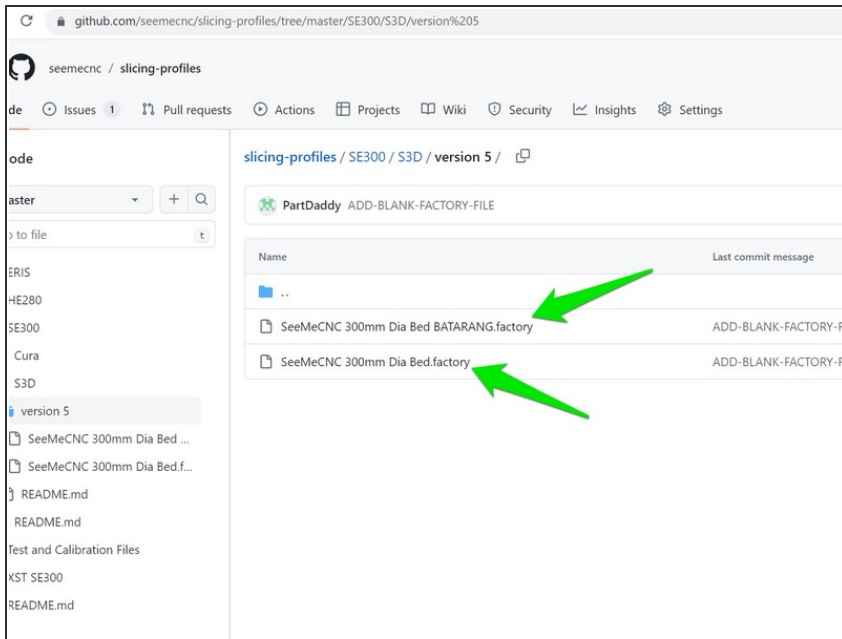 github.com/seemecnc/slicing-profiles/tree/master/SE300/S3D/version%205
seemecnc / slicing-profiles
de Issues 1 Pull requests Actions Projects Wiki Security Insights Settings
ode
aster
o to file t
ERIS
HE280
SE300
Cura
S3D
version 5
SeeMeCNC 300mm Dia Bed ...
SeeMeCNC 300mm Dia Bed.f...
README.md
README.md
Test and Calibration Files
XST SE300
README.md
slicing-profiles / SE300 / S3D / version 5 /
PartDaddy ADD-BLANK-FACTORY-FILE
Name Last commit message
..
SeeMeCNC 300mm Dia Bed BATARANG.factory ADD-BLANK-FACTORY-F
SeeMeCNC 300mm Dia Bed.factory ADD-BLANK-FACTORY-F